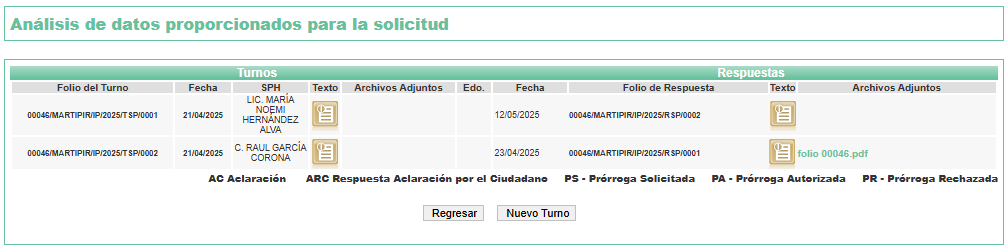 Análisis de datos proporcionados para la solicitud
Turnos Respuestas
Folio del Turno Fecha SPH Texto Archivos Adjuntos Edo. Fecha Folio de Respuesta Texto Archivos Adjuntos
00046/MARTIPIR/IP/2025/TSP/0001 21/04/2025 LIC. MARÍA NOEMI HERNÁNDEZ ALVA 12/05/2025 00046/MARTIPIR/IP/2025/RSP/0002
00046/MARTIPIR/IP/2025/TSP/0002 21/04/2025 C. RAUL GARCÍA CORONA 23/04/2025 00046/MARTIPIR/IP/2025/RSP/0001 folio 00046.pdf
AC Aclaración ARC Respuesta Aclaración por el Ciudadano PS - Prórroga Solicitada PA - Prórroga Autorizada PR - Prórroga Rechazada
Regresar Nuevo Turno